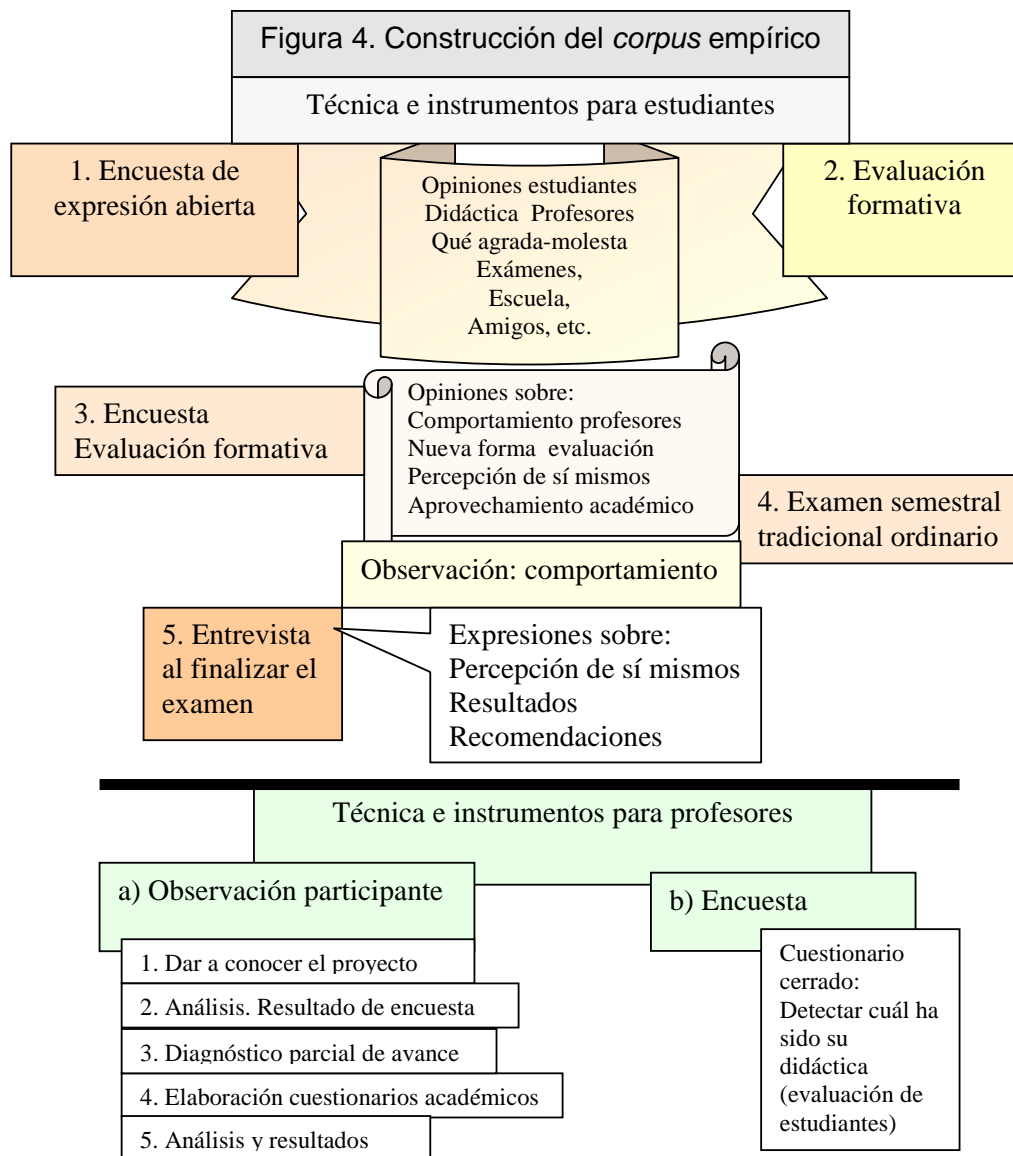 Figura 4. Construcción del corpus empírico
Técnica e instrumentos para estudiantes
1. Encuesta de
expresión abierta
Opiniones estudiantes
Didáctica Profesores
Qué agrada-molesta
Exámenes,
Escuela,
Amigos, etc.
2. Evaluación
formativa
3. Encuesta
Evaluación formativa
Opiniones sobre:
Comportamiento profesores
Nueva forma evaluación
Percepción de sí mismos
Aprovechamiento académico
4. Examen semestral
tradicional ordinario
Observación: comportamiento
5. Entrevista
al finalizar el
examen
Expresiones sobre:
Percepción de sí mismos
Resultados
Recomendaciones
Técnica e instrumentos para profesores
a) Observación participante
1. Dar a conocer el proyecto
2. Análisis. Resultado de encuesta
3. Diagnóstico parcial de avance
4. Elaboración cuestionarios académicos
5. Análisis y resultados
b) Encuesta
Cuestionario
cerrado:
Detectar cuál ha
sido su
didáctica
(evaluación de
estudiantes)